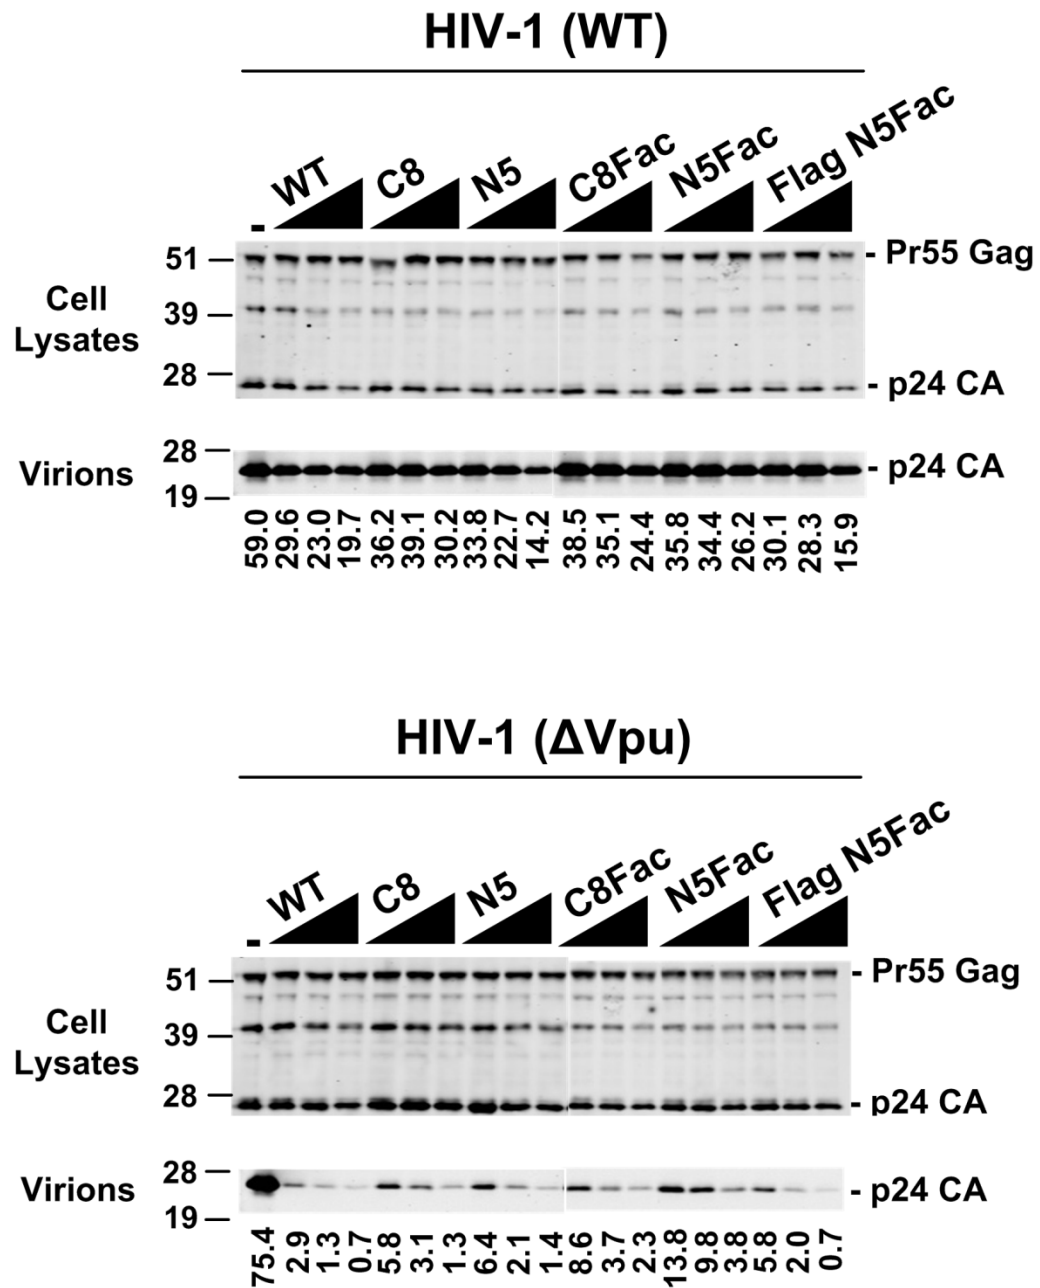 HIV-1 (WT)
WT C8 N5 C8Fac N5Fac Flag N5Fac
-
51 — - Pr55 Gag
Cell
Lysates
39 —
28 — - p24 CA
28 —
Virions - p24 CA
19 —
59.0 29.6 23.0 19.7 36.2 39.1 30.2 33.8 22.7 14.2 38.5 35.1 24.4 35.8 34.4 26.2 30.1 28.3 15.9
HIV-1 (ΔVpu)
WT C8 N5 C8Fac N5Fac Flag N5Fac
-
51 — - Pr55 Gag
Cell
Lysates
39 —
28 — - p24 CA
28 —
Virions - p24 CA
19 —
75.4 2.9 1.3 0.7 5.8 3.1 1.3 6.4 2.1 1.4 8.6 3.7 2.3 13.8 9.8 3.8 5.8 2.0 0.7